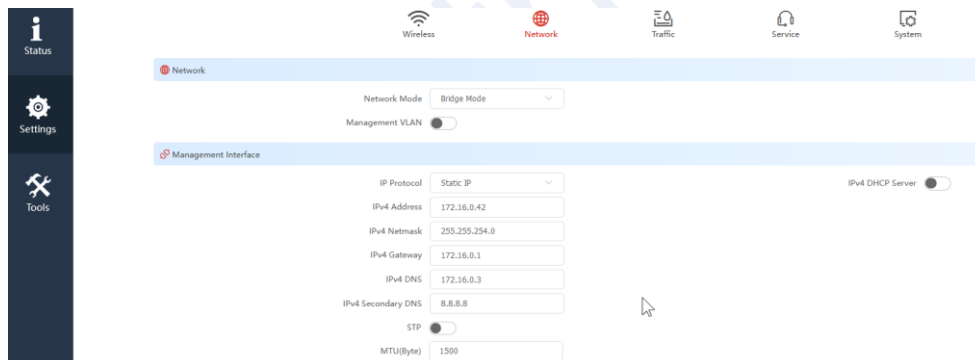 Status
Settings
Tools
Wireless
Network
Traffic
Service
System
Network
Network Mode Bridge Mode
Management VLAN
Management Interface
IP Protocol Static IP
IPv4 DHCP Server
IPv4 Address 172.16.0.42
IPv4 Netmask 255.255.254.0
IPv4 Gateway 172.16.0.1
IPv4 DNS 172.16.0.3
IPv4 Secondary DNS 8.8.8.8
STP
MTU(Byte) 1500